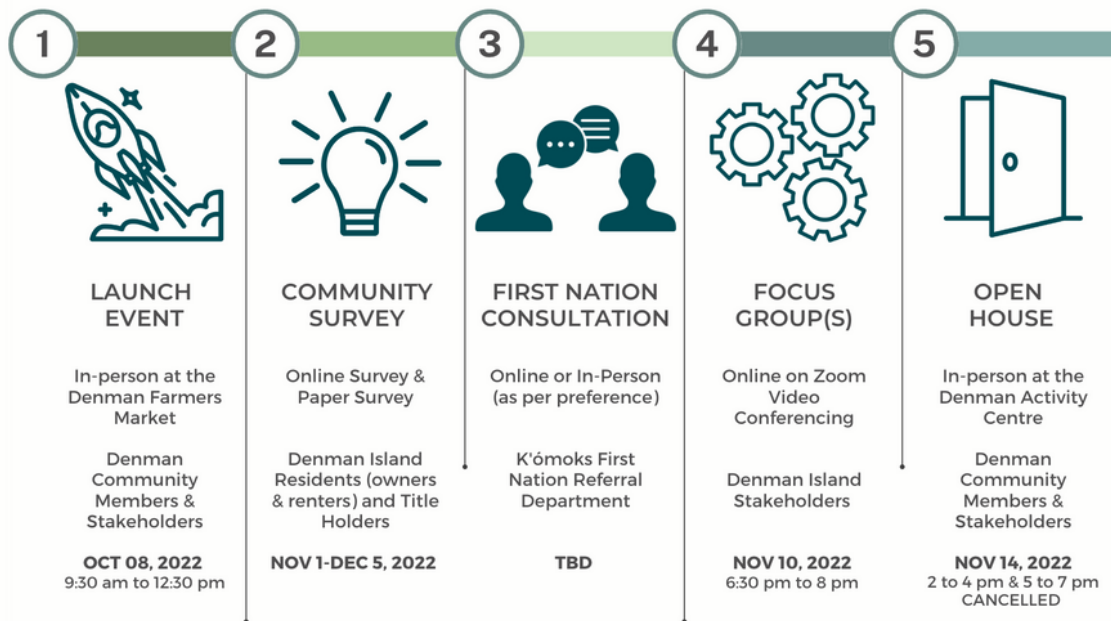 1
LAUNCH
EVENT
In-person at the
Denman Farmers
Market
Denman
Community
Members &
Stakeholders
OCT 08, 2022
9:30 am to 12:30 pm
2
COMMUNITY
SURVEY
Online Survey &
Paper Survey
Denman Island
Residents (owners
& renters) and Title
Holders
NOV 1-DEC 5, 2022
3
FIRST NATION
CONSULTATION
Online or In-Person
(as per preference)
K'ómoks First
Nation Referral
Department
TBD
4
FOCUS
GROUP(S)
Online on Zoom
Video
Conferencing
Denman Island
Stakeholders
NOV 10, 2022
6:30 pm to 8 pm
5
OPEN
HOUSE
In-person at the
Denman Activity
Centre
Denman
Community
Members &
Stakeholders
NOV 14, 2022
2 to 4 pm & 5 to 7 pm
CANCELLED